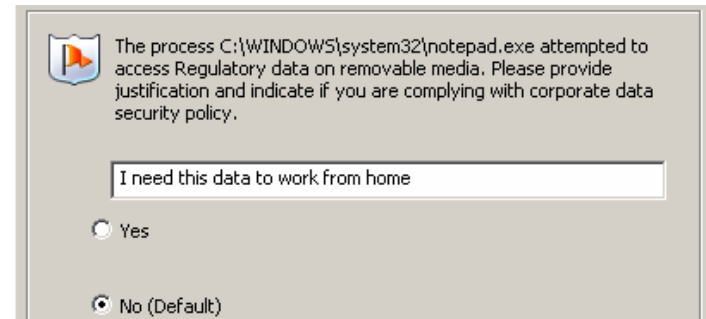 The process C:\WINDOWS\system32\notepad.exe attempted to
access Regulatory data on removable media. Please provide
justification and indicate if you are complying with corporate data
security policy.
I need this data to work from home
Yes
No (Default)